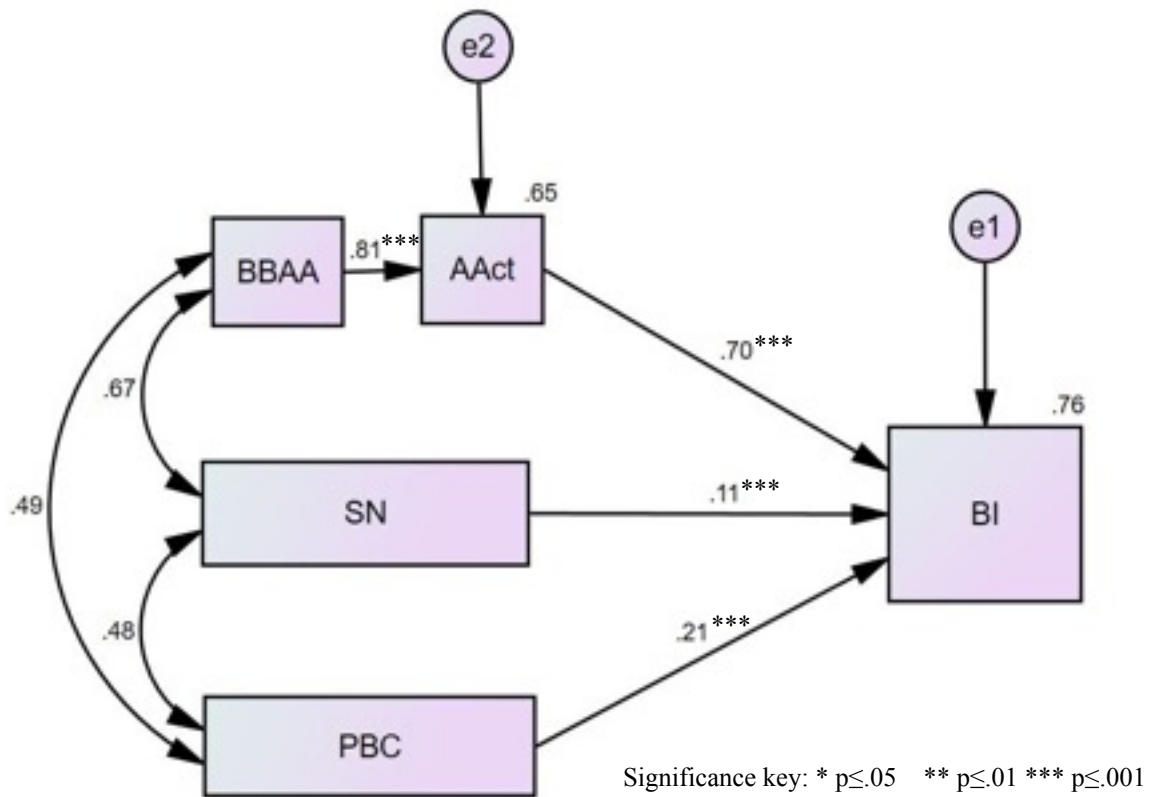 e2
.65
e1
BBAA
.81***
AAct
.70***
.67
.76
.49
SN
.11***
BI
.48
.21***
PBC
Significance key: * p≤.05 ** p≤.01 *** p≤.001